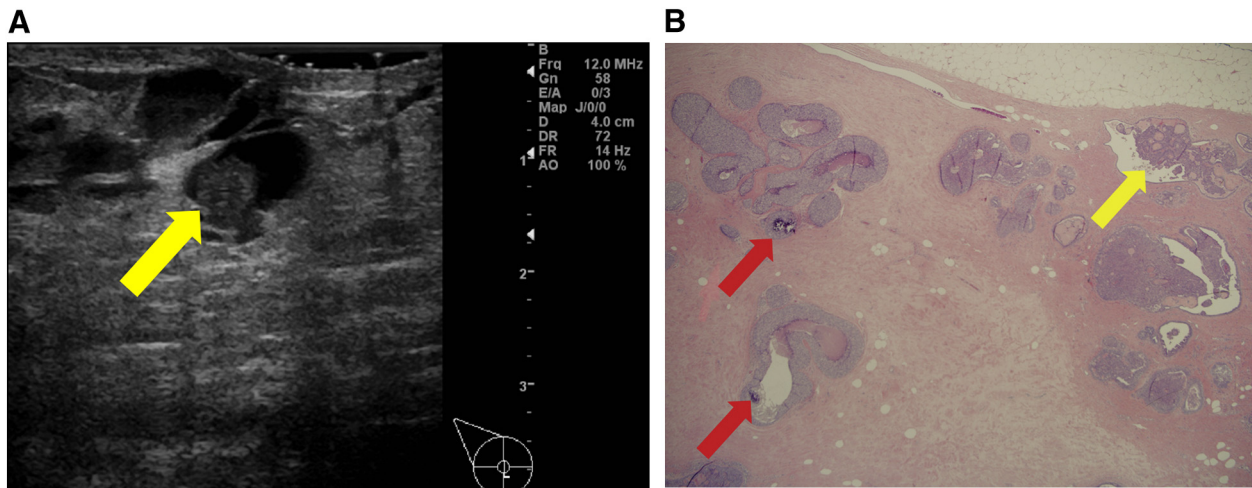 A
B
B
Frq 12.0 MHz
Gn 58
E/A 0/3
Map J/0/0
D 4.0 cm
DR 72
FR 14 Hz
AO 100 %
1
2
3
L